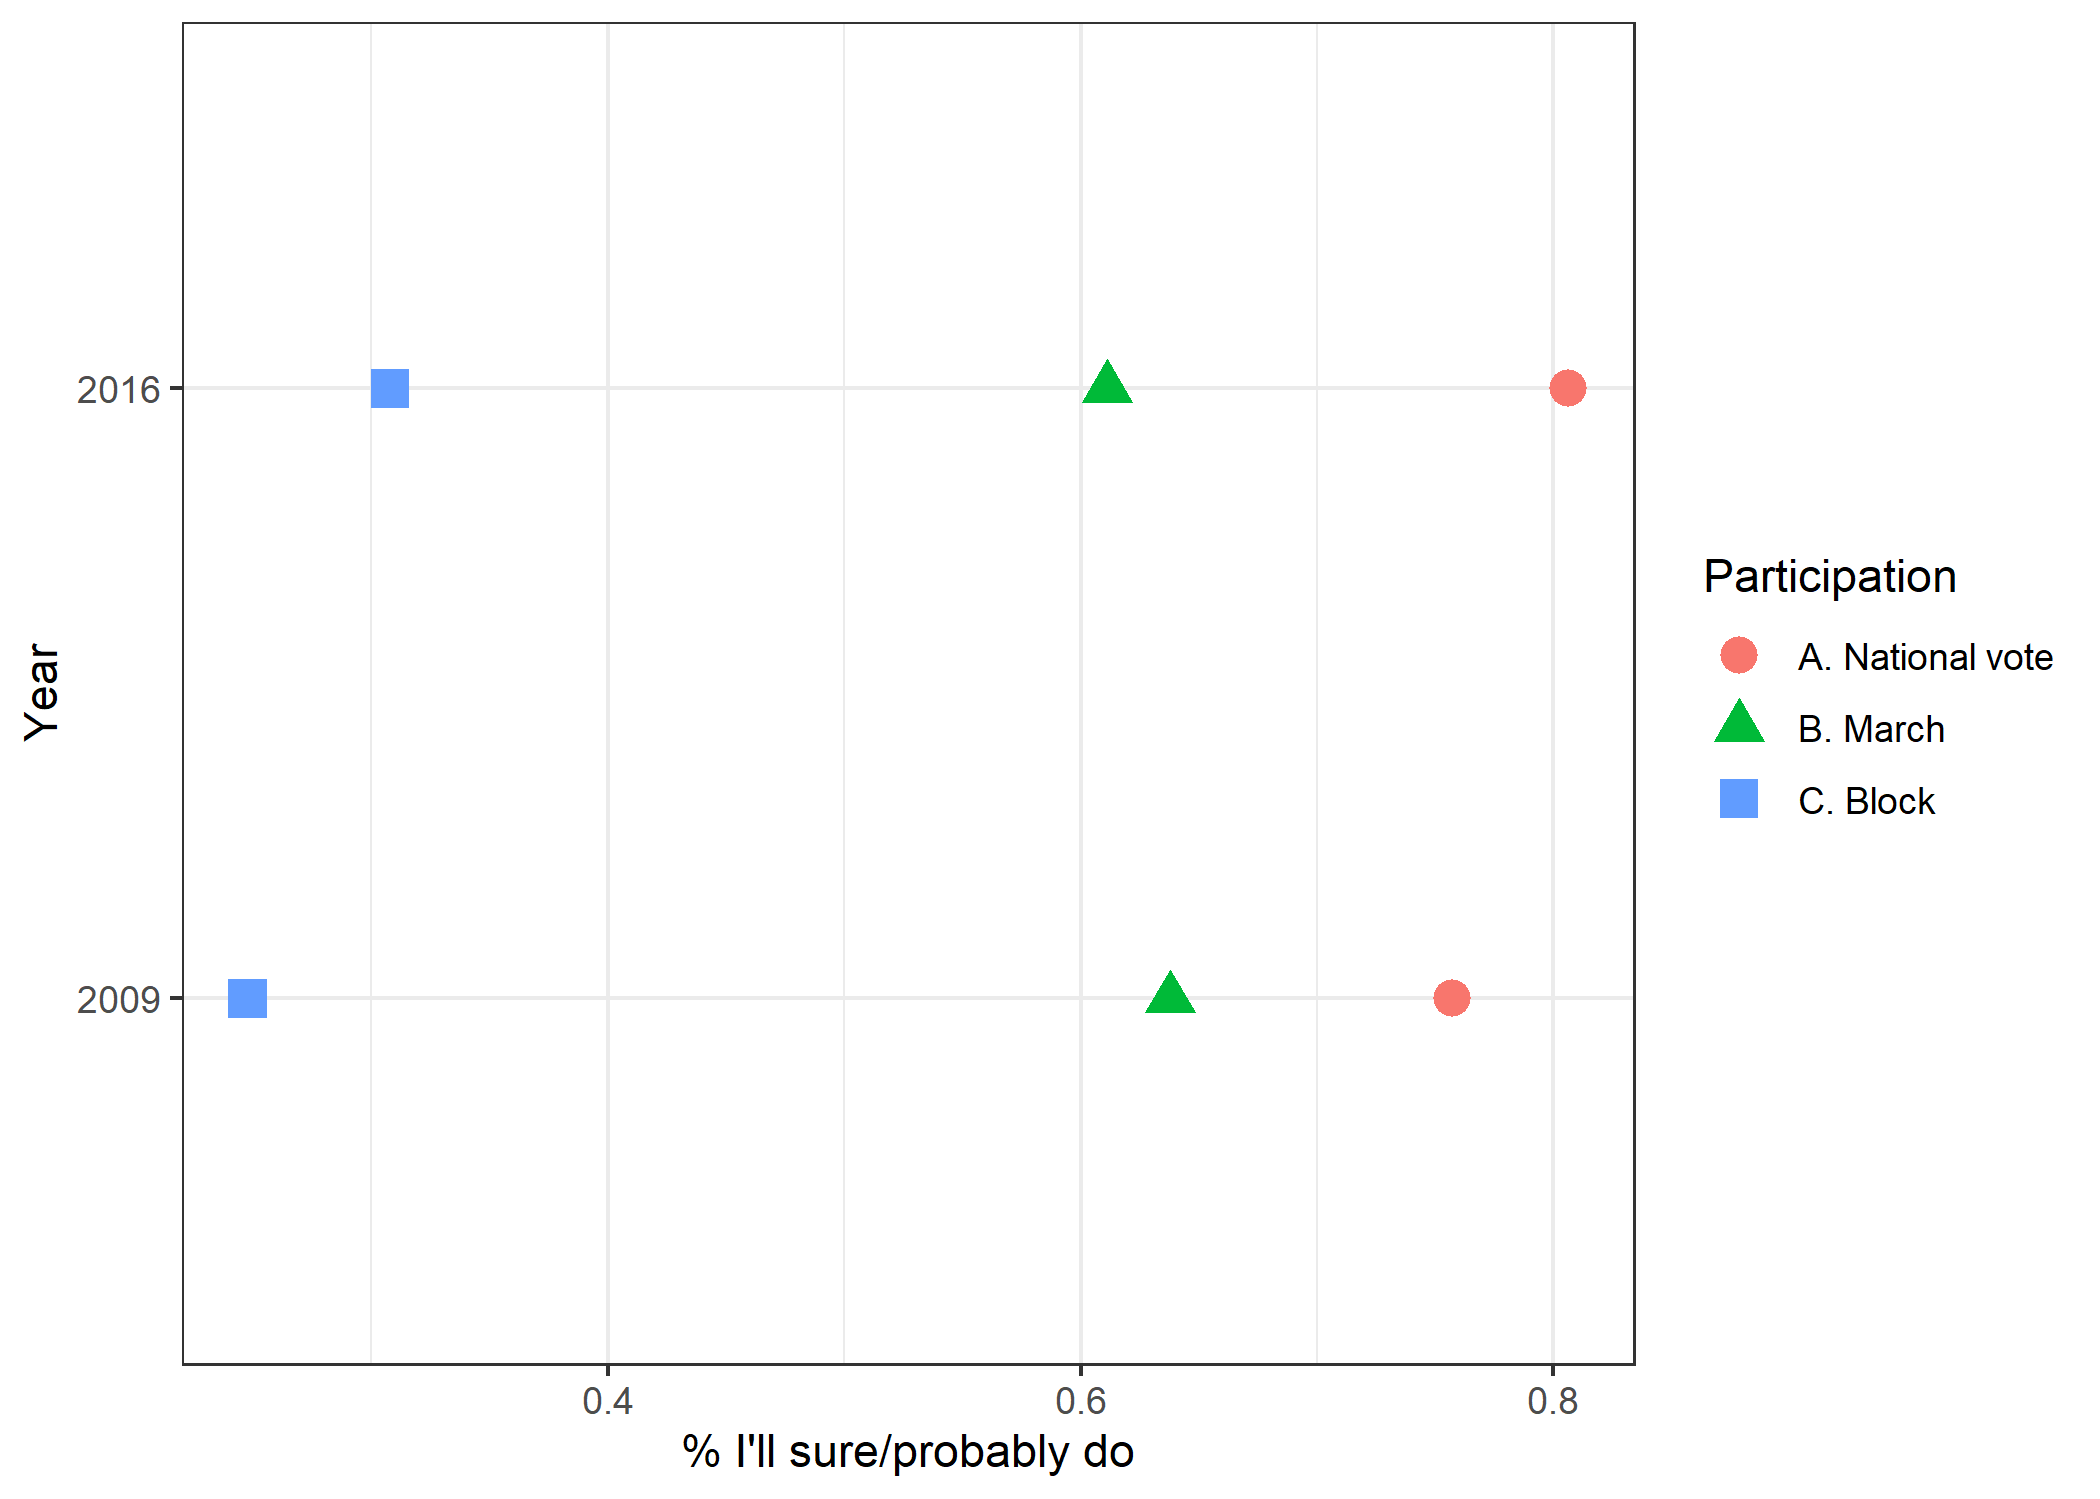 2016
2009
Year
0.4
0.6
0.8
% I'll sure/probably do
Participation
A. National vote
B. March
C. Block